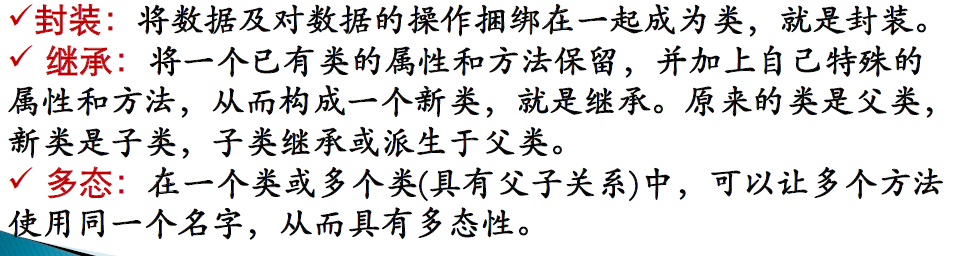 ✓封装：将数据及对数据的操作捆绑在一起成为类，就是封装。
✓ 继承：将一个已有类的属性和方法保留，并加上自己特殊的
属性和方法，从而构成一个新类，就是继承。原来的类是父类，
新类是子类，子类继承或派生于父类。
✓ 多态：在一个类或多个类(具有父子关系)中，可以让多个方法
使用同一个名字，从而具有多态性。